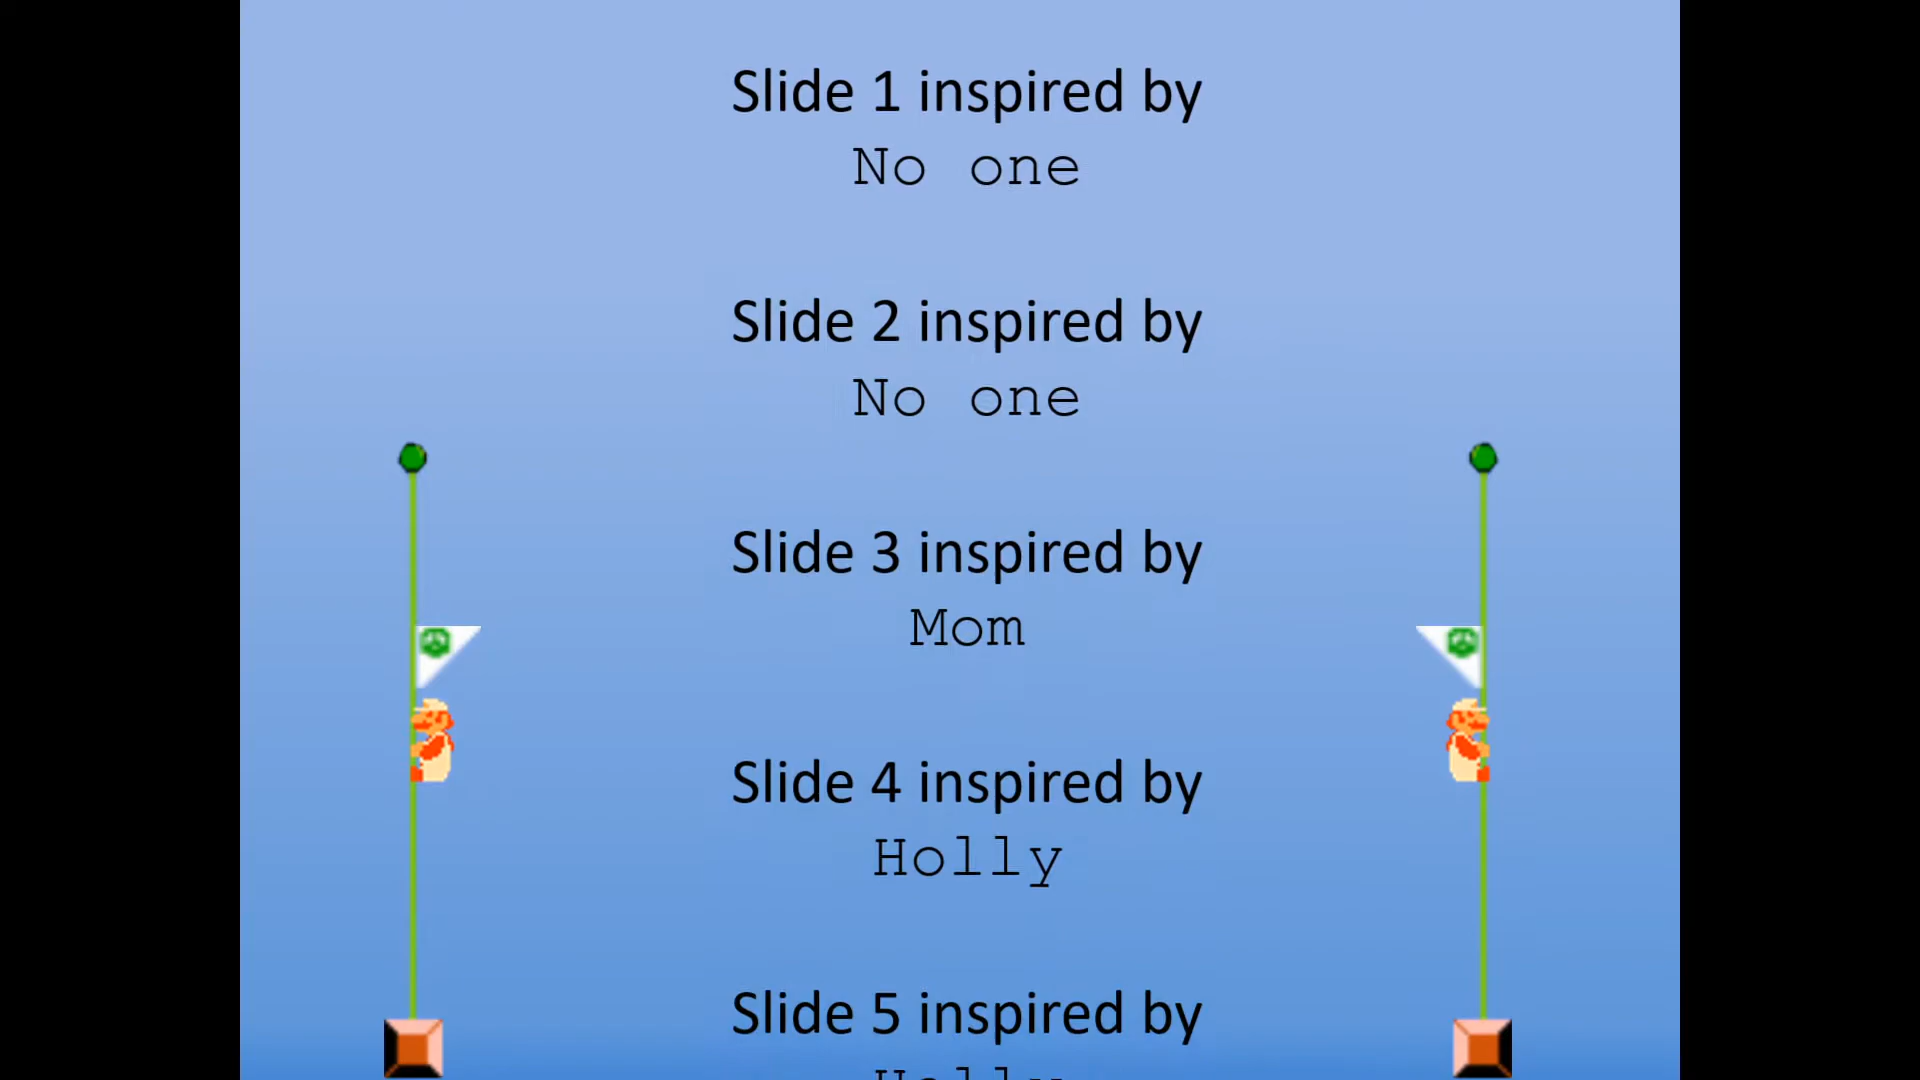 Slide 1 inspired by
No one
Slide 2 inspired by
No one
Slide 3 inspired by
Mom
Slide 4 inspired by
Holly
Slide 5 inspired by
Holly